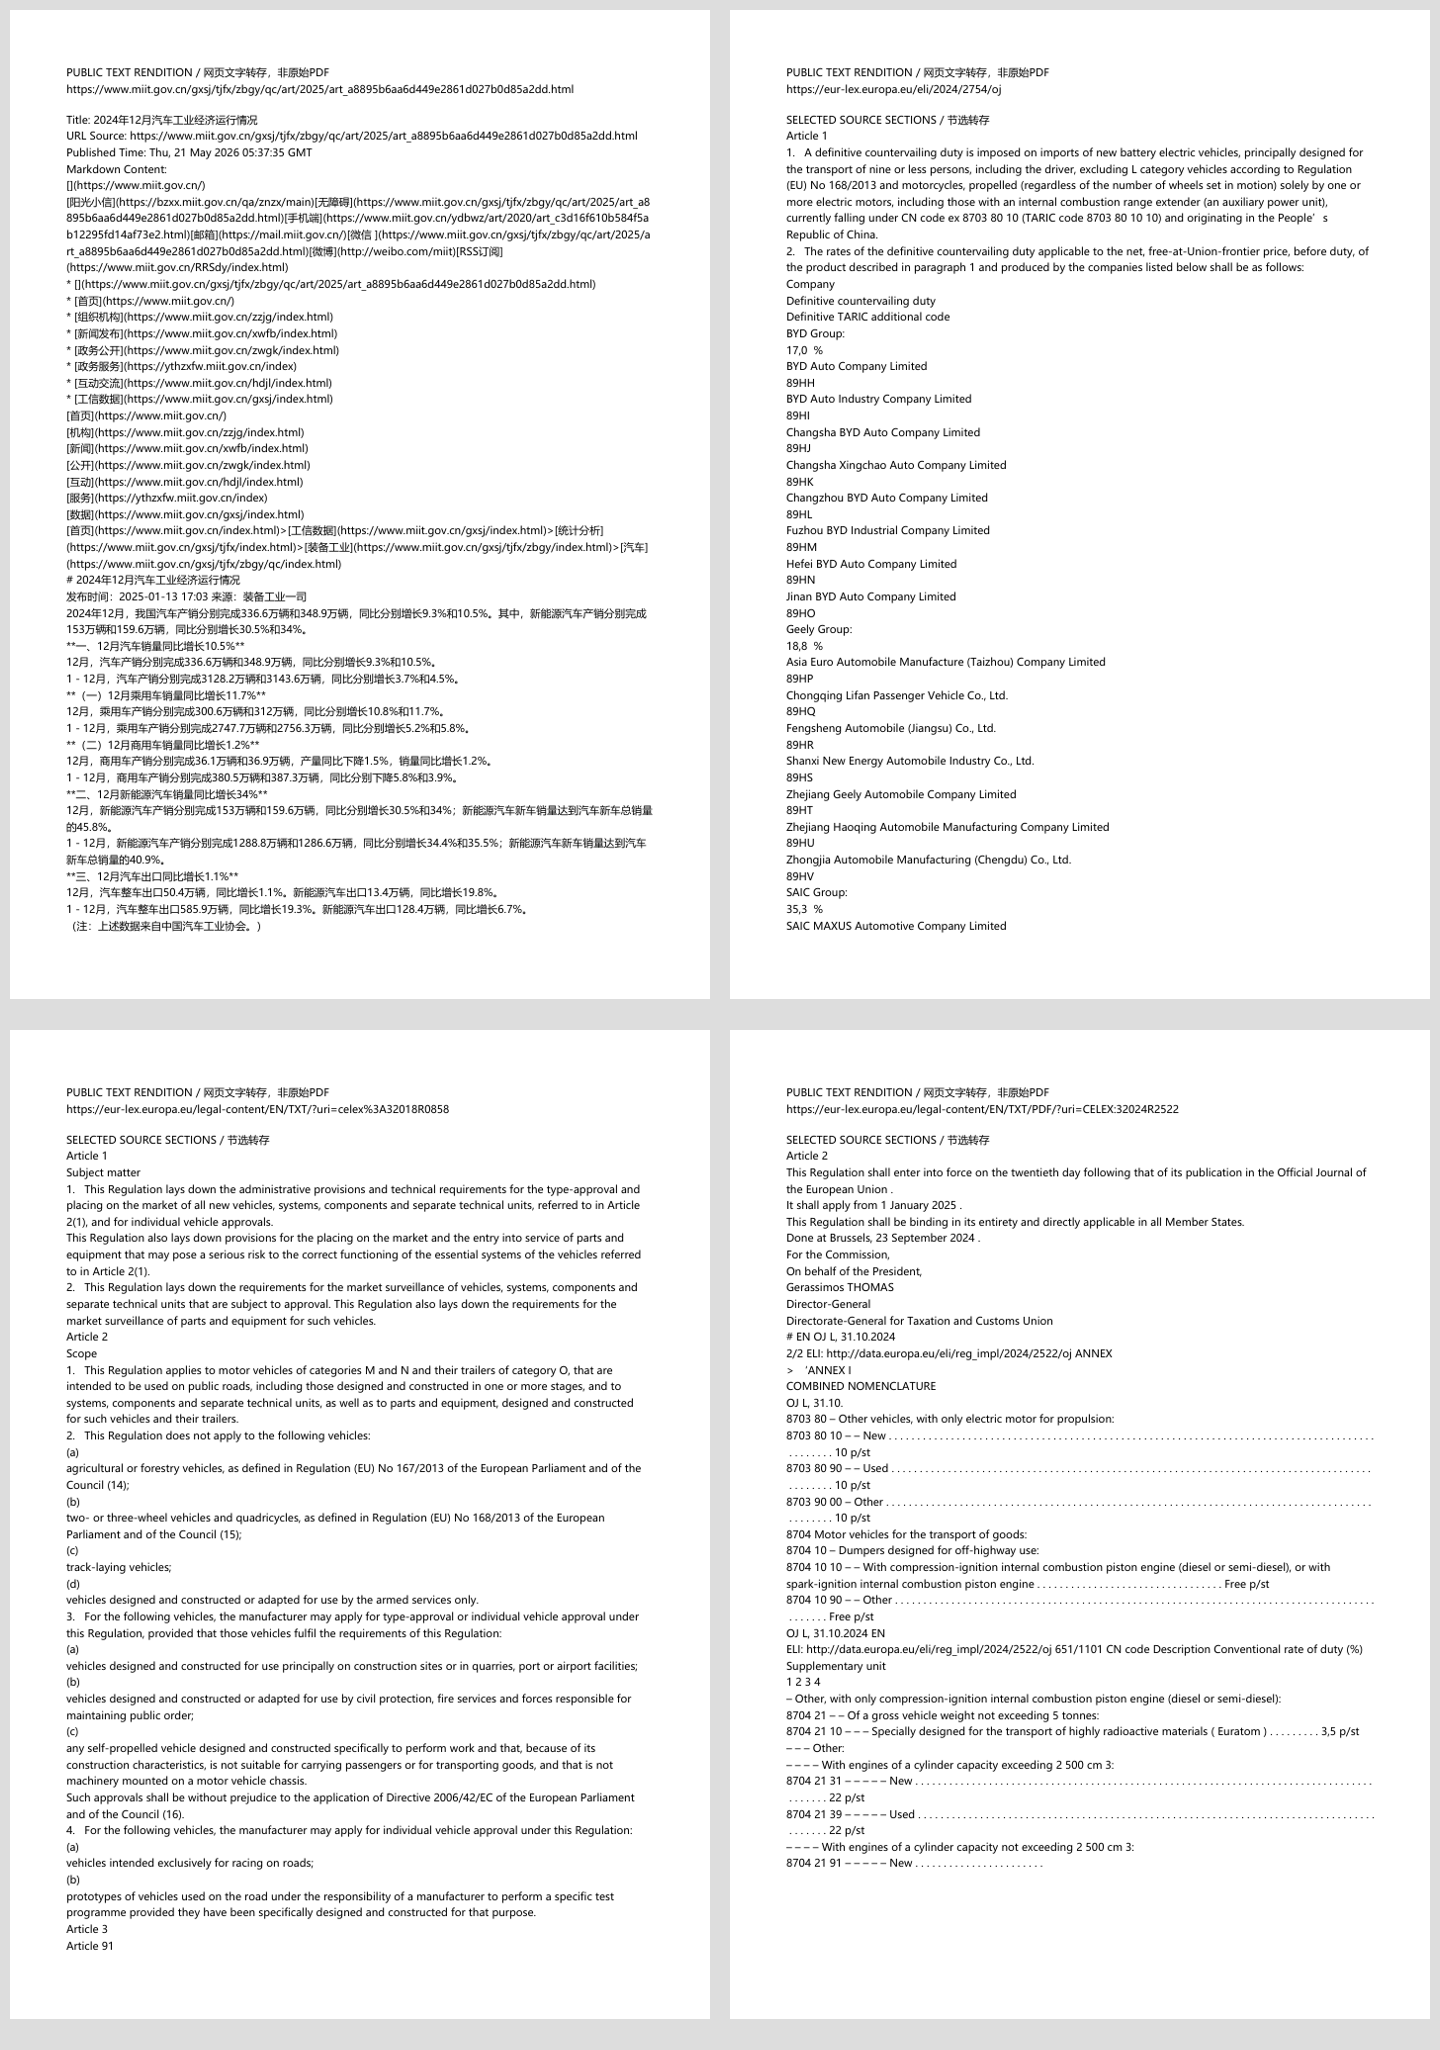 PUBLIC TEXT RENDITION / 网页文字转存，非原始PDF
https://www.miit.gov.cn/gxsj/tjfx/zbgy/qc/art/2025/art_a8895b6aa6d449e2861d027b0d85a2dd.html
Title: 2024年12月汽车工业经济运行情况
URL Source: https://www.miit.gov.cn/gxsj/tjfx/zbgy/qc/art/2025/art_a8895b6aa6d449e2861d027b0d85a2dd.html
Published Time: Thu, 21 May 2026 05:37:35 GMT
Markdown Content:
[](https://www.miit.gov.cn/)
[阳光小信](https://bzxx.miit.gov.cn/qa/znzx/main)[无障碍](https://www.miit.gov.cn/gxsj/tjfx/zbgy/qc/art/2025/art_a8
895b6aa6d449e2861d027b0d85a2dd.html)[手机端](https://www.miit.gov.cn/ydbwz/art/2020/art_c3d16f610b584f5a
b12295fd14af73e2.html)[邮箱](https://mail.miit.gov.cn/)[微信 ](https://www.miit.gov.cn/gxsj/tjfx/zbgy/qc/art/2025/a
rt_a8895b6aa6d449e2861d027b0d85a2dd.html)[微博](http://weibo.com/miit)[RSS订阅]
(https://www.miit.gov.cn/RRSdy/index.html)
* [](https://www.miit.gov.cn/gxsj/tjfx/zbgy/qc/art/2025/art_a8895b6aa6d449e2861d027b0d85a2dd.html)
* [首页](https://www.miit.gov.cn/)
* [组织机构](https://www.miit.gov.cn/zzjg/index.html)
* [新闻发布](https://www.miit.gov.cn/xwfb/index.html)
* [政务公开](https://www.miit.gov.cn/zwgk/index.html)
* [政务服务](https://ythzxfw.miit.gov.cn/index)
* [互动交流](https://www.miit.gov.cn/hdjl/index.html)
* [工信数据](https://www.miit.gov.cn/gxsj/index.html)
[首页](https://www.miit.gov.cn/)
[机构](https://www.miit.gov.cn/zzjg/index.html)
[新闻](https://www.miit.gov.cn/xwfb/index.html)
[公开](https://www.miit.gov.cn/zwgk/index.html)
[互动](https://www.miit.gov.cn/hdjl/index.html)
[服务](https://ythzxfw.miit.gov.cn/index)
[数据](https://www.miit.gov.cn/gxsj/index.html)
[首页](https://www.miit.gov.cn/index.html)>[工信数据](https://www.miit.gov.cn/gxsj/index.html)>[统计分析]
(https://www.miit.gov.cn/gxsj/tjfx/index.html)>[装备工业](https://www.miit.gov.cn/gxsj/tjfx/zbgy/index.html)>[汽车]
(https://www.miit.gov.cn/gxsj/tjfx/zbgy/qc/index.html)
# 2024年12月汽车工业经济运行情况
发布时间：2025-01-13 17:03 来源：装备工业一司
2024年12月，我国汽车产销分别完成336.6万辆和348.9万辆，同比分别增长9.3%和10.5%。其中，新能源汽车产销分别完成
153万辆和159.6万辆，同比分别增长30.5%和34%。
**一、12月汽车销量同比增长10.5%**
12月，汽车产销分别完成336.6万辆和348.9万辆，同比分别增长9.3%和10.5%。
1 - 12月，汽车产销分别完成3128.2万辆和3143.6万辆，同比分别增长3.7%和4.5%。
**（一）12月乘用车销量同比增长11.7%**
12月，乘用车产销分别完成300.6万辆和312万辆，同比分别增长10.8%和11.7%。
1 - 12月，乘用车产销分别完成2747.7万辆和2756.3万辆，同比分别增长5.2%和5.8%。
**（二）12月商用车销量同比增长1.2%**
12月，商用车产销分别完成36.1万辆和36.9万辆，产量同比下降1.5%，销量同比增长1.2%。
1 - 12月，商用车产销分别完成380.5万辆和387.3万辆，同比分别下降5.8%和3.9%。
**二、12月新能源汽车销量同比增长34%**
12月，新能源汽车产销分别完成153万辆和159.6万辆，同比分别增长30.5%和34%；新能源汽车新车销量达到汽车新车总销量
的45.8%。
1 - 12月，新能源汽车产销分别完成1288.8万辆和1286.6万辆，同比分别增长34.4%和35.5%；新能源汽车新车销量达到汽车
新车总销量的40.9%。
**三、12月汽车出口同比增长1.1%**
12月，汽车整车出口50.4万辆，同比增长1.1%。新能源汽车出口13.4万辆，同比增长19.8%。
1 - 12月，汽车整车出口585.9万辆，同比增长19.3%。新能源汽车出口128.4万辆，同比增长6.7%。
（注：上述数据来自中国汽车工业协会。）
PUBLIC TEXT RENDITION / 网页文字转存，非原始PDF
https://eur-lex.europa.eu/eli/2024/2754/oj
SELECTED SOURCE SECTIONS / 节选转存
Article 1
1. A definitive countervailing duty is imposed on imports of new battery electric vehicles, principally designed for
the transport of nine or less persons, including the driver, excluding L category vehicles according to Regulation
(EU) No 168/2013 and motorcycles, propelled (regardless of the number of wheels set in motion) solely by one or
more electric motors, including those with an internal combustion range extender (an auxiliary power unit),
currently falling under CN code ex 8703 80 10 (TARIC code 8703 80 10 10) and originating in the People’s
Republic of China.
2. The rates of the definitive countervailing duty applicable to the net, free-at-Union-frontier price, before duty, of
the product described in paragraph 1 and produced by the companies listed below shall be as follows:
Company
Definitive countervailing duty
Definitive TARIC additional code
BYD Group:
17,0 %
BYD Auto Company Limited
89HH
BYD Auto Industry Company Limited
89HI
Changsha BYD Auto Company Limited
89HJ
Changsha Xingchao Auto Company Limited
89HK
Changzhou BYD Auto Company Limited
89HL
Fuzhou BYD Industrial Company Limited
89HM
Hefei BYD Auto Company Limited
89HN
Jinan BYD Auto Company Limited
89HO
Geely Group:
18,8 %
Asia Euro Automobile Manufacture (Taizhou) Company Limited
89HP
Chongqing Lifan Passenger Vehicle Co., Ltd.
89HQ
Fengsheng Automobile (Jiangsu) Co., Ltd.
89HR
Shanxi New Energy Automobile Industry Co., Ltd.
89HS
Zhejiang Geely Automobile Company Limited
89HT
Zhejiang Haoqing Automobile Manufacturing Company Limited
89HU
Zhongjia Automobile Manufacturing (Chengdu) Co., Ltd.
89HV
SAIC Group:
35,3 %
SAIC MAXUS Automotive Company Limited
PUBLIC TEXT RENDITION / 网页文字转存，非原始PDF
https://eur-lex.europa.eu/legal-content/EN/TXT/?uri=celex%3A32018R0858
SELECTED SOURCE SECTIONS / 节选转存
Article 1
Subject matter
1. This Regulation lays down the administrative provisions and technical requirements for the type-approval and
placing on the market of all new vehicles, systems, components and separate technical units, referred to in Article
2(1), and for individual vehicle approvals.
This Regulation also lays down provisions for the placing on the market and the entry into service of parts and
equipment that may pose a serious risk to the correct functioning of the essential systems of the vehicles referred
to in Article 2(1).
2. This Regulation lays down the requirements for the market surveillance of vehicles, systems, components and
separate technical units that are subject to approval. This Regulation also lays down the requirements for the
market surveillance of parts and equipment for such vehicles.
Article 2
Scope
1. This Regulation applies to motor vehicles of categories M and N and their trailers of category O, that are
intended to be used on public roads, including those designed and constructed in one or more stages, and to
systems, components and separate technical units, as well as to parts and equipment, designed and constructed
for such vehicles and their trailers.
2. This Regulation does not apply to the following vehicles:
(a)
agricultural or forestry vehicles, as defined in Regulation (EU) No 167/2013 of the European Parliament and of the
Council (14);
(b)
two- or three-wheel vehicles and quadricycles, as defined in Regulation (EU) No 168/2013 of the European
Parliament and of the Council (15);
(c)
track-laying vehicles;
(d)
vehicles designed and constructed or adapted for use by the armed services only.
3. For the following vehicles, the manufacturer may apply for type-approval or individual vehicle approval under
this Regulation, provided that those vehicles fulfil the requirements of this Regulation:
(a)
vehicles designed and constructed for use principally on construction sites or in quarries, port or airport facilities;
(b)
vehicles designed and constructed or adapted for use by civil protection, fire services and forces responsible for
maintaining public order;
(c)
any self-propelled vehicle designed and constructed specifically to perform work and that, because of its
construction characteristics, is not suitable for carrying passengers or for transporting goods, and that is not
machinery mounted on a motor vehicle chassis.
Such approvals shall be without prejudice to the application of Directive 2006/42/EC of the European Parliament
and of the Council (16).
4. For the following vehicles, the manufacturer may apply for individual vehicle approval under this Regulation:
(a)
vehicles intended exclusively for racing on roads;
(b)
prototypes of vehicles used on the road under the responsibility of a manufacturer to perform a specific test
programme provided they have been specifically designed and constructed for that purpose.
Article 3
Article 91
PUBLIC TEXT RENDITION / 网页文字转存，非原始PDF
https://eur-lex.europa.eu/legal-content/EN/TXT/PDF/?uri=CELEX:32024R2522
SELECTED SOURCE SECTIONS / 节选转存
Article 2
This Regulation shall enter into force on the twentieth day following that of its publication in the Official Journal of
the European Union .
It shall apply from 1 January 2025 .
This Regulation shall be binding in its entirety and directly applicable in all Member States.
Done at Brussels, 23 September 2024 .
For the Commission,
On behalf of the President,
Gerassimos THOMAS
Director-General
Directorate-General for Taxation and Customs Union
# EN OJ L, 31.10.2024
2/2 ELI: http://data.europa.eu/eli/reg_impl/2024/2522/oj ANNEX
> ‘ANNEX I
COMBINED NOMENCLATURE
OJ L, 31.10.
8703 80 – Other vehicles, with only electric motor for propulsion:
8703 80 10 – – New . . . . . . . . . . . . . . . . . . . . . . . . . . . . . . . . . . . . . . . . . . . . . . . . . . . . . . . . . . . . . . . . . . . . . . . . . . . . . . . . . . . .
. . . . . . . . 10 p/st
8703 80 90 – – Used . . . . . . . . . . . . . . . . . . . . . . . . . . . . . . . . . . . . . . . . . . . . . . . . . . . . . . . . . . . . . . . . . . . . . . . . . . . . . . . . . . .
. . . . . . . . 10 p/st
8703 90 00 – Other . . . . . . . . . . . . . . . . . . . . . . . . . . . . . . . . . . . . . . . . . . . . . . . . . . . . . . . . . . . . . . . . . . . . . . . . . . . . . . . . . . . .
. . . . . . . . 10 p/st
8704 Motor vehicles for the transport of goods:
8704 10 – Dumpers designed for off-highway use:
8704 10 10 – – With compression-ignition internal combustion piston engine (diesel or semi-diesel), or with
spark-ignition internal combustion piston engine . . . . . . . . . . . . . . . . . . . . . . . . . . . . . . . . Free p/st
8704 10 90 – – Other . . . . . . . . . . . . . . . . . . . . . . . . . . . . . . . . . . . . . . . . . . . . . . . . . . . . . . . . . . . . . . . . . . . . . . . . . . . . . . . . . . .
. . . . . . . Free p/st
OJ L, 31.10.2024 EN
ELI: http://data.europa.eu/eli/reg_impl/2024/2522/oj 651/1101 CN code Description Conventional rate of duty (%)
Supplementary unit
1 2 3 4
– Other, with only compression-ignition internal combustion piston engine (diesel or semi-diesel):
8704 21 – – Of a gross vehicle weight not exceeding 5 tonnes:
8704 21 10 – – – Specially designed for the transport of highly radioactive materials ( Euratom ) . . . . . . . . . 3,5 p/st
– – – Other:
– – – – With engines of a cylinder capacity exceeding 2 500 cm 3:
8704 21 31 – – – – – New . . . . . . . . . . . . . . . . . . . . . . . . . . . . . . . . . . . . . . . . . . . . . . . . . . . . . . . . . . . . . . . . . . . . . . . . . . . . . . .
. . . . . . . 22 p/st
8704 21 39 – – – – – Used . . . . . . . . . . . . . . . . . . . . . . . . . . . . . . . . . . . . . . . . . . . . . . . . . . . . . . . . . . . . . . . . . . . . . . . . . . . . . . .
. . . . . . . 22 p/st
– – – – With engines of a cylinder capacity not exceeding 2 500 cm 3:
8704 21 91 – – – – – New . . . . . . . . . . . . . . . . . . . . . . .